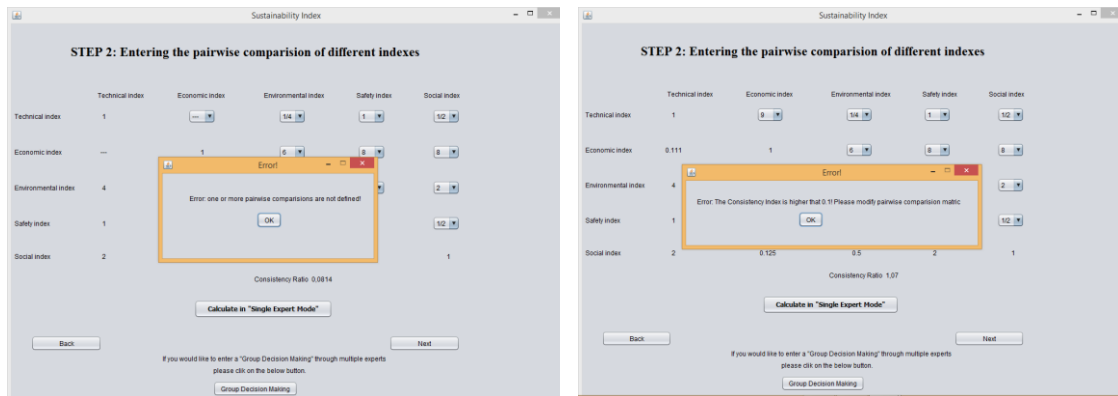 Sustainability Index
STEP 2: Entering the pairwise comparision of different indexes
Technical index Economic index Environmental index Safety index Social index
Technical index 1 --- 1/4 1 1/2
Economic index --- 1 6 8 8
Error!
Environmental index 4 2
Error: one or more pairwise comparisions are not defined!
Safety index 1 1/2
OK
Social index 2 1
Consistency Ratio 0,0814
Calculate in "Single Expert Mode"
Back Next
If you would like to enter a "Group Decision Making" through multiple experts
please clik on the below button.
Group Decision Making
Sustainability Index
STEP 2: Entering the pairwise comparision of different indexes
Technical index Economic index Environmental index Safety index Social index
Technical index 1 9 1/4 1 1/2
Economic index 0.111 1 6 8 8
Error!
Environmental index 4 2
Error: The Consistency Index is higher that 0.1! Please modify pairwise comparision matric
Safety index 1 1/2
OK
Social index 2 0.125 0.5 2 1
Consistency Ratio 1,07
Calculate in "Single Expert Mode"
Back Next
If you would like to enter a "Group Decision Making" through multiple experts
please clik on the below button.
Group Decision Making